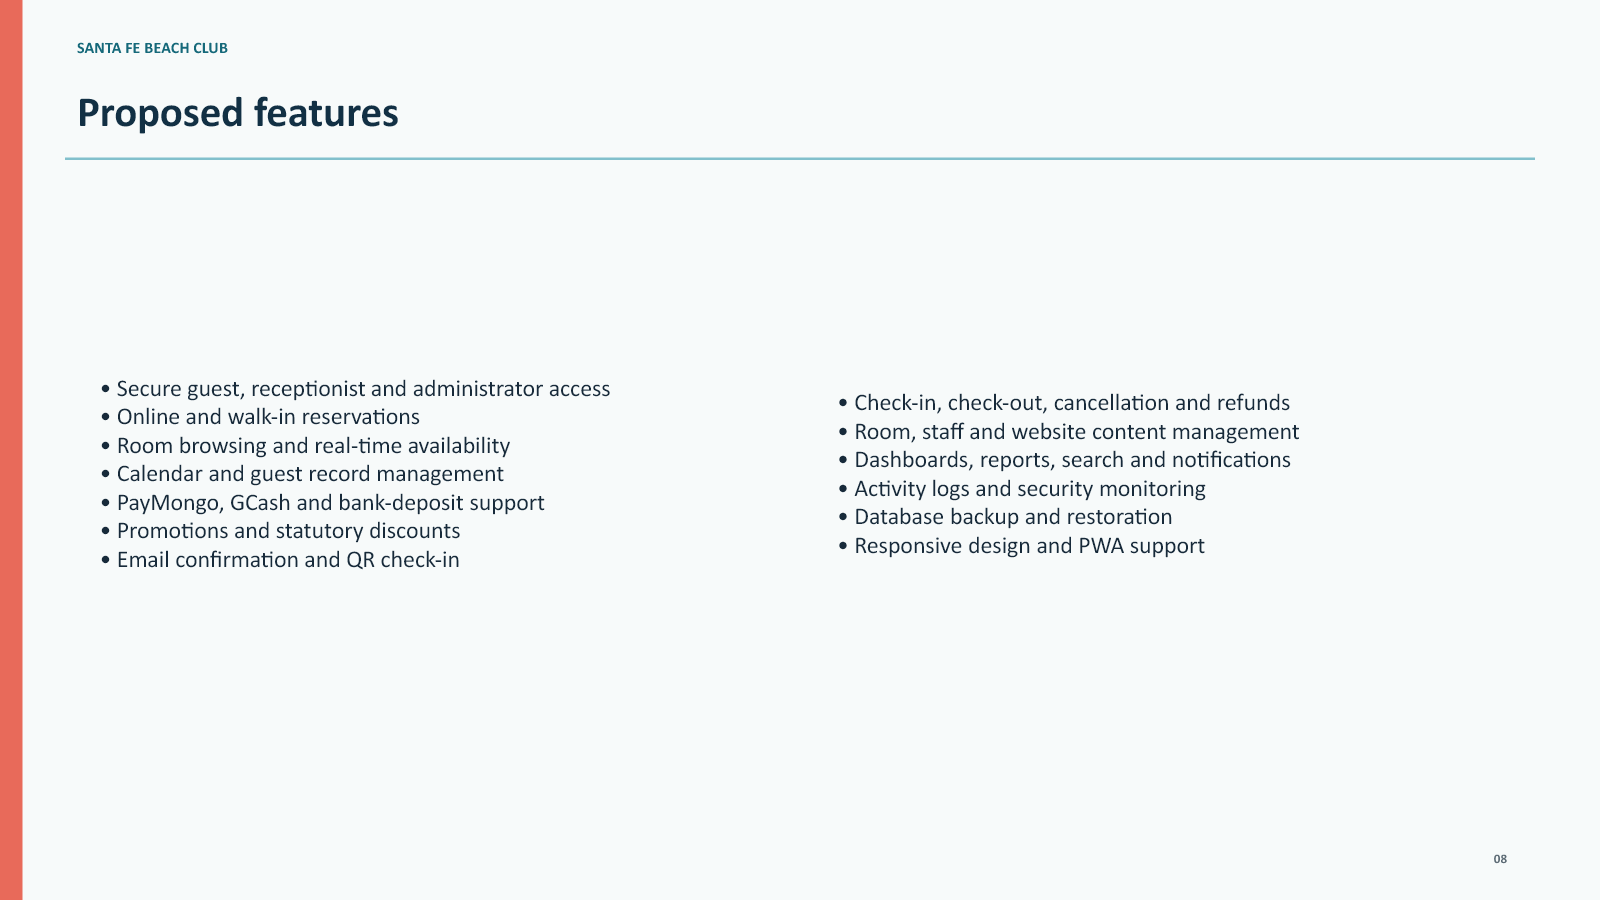 SANTA FE BEACH CLUB
Proposed features
• Secure guest, receptionist and administrator access
• Online and walk-in reservations
• Room browsing and real-time availability
• Calendar and guest record management
• PayMongo, GCash and bank-deposit support
• Promotions and statutory discounts
• Email confirmation and QR check-in
• Check-in, check-out, cancellation and refunds
• Room, staff and website content management
• Dashboards, reports, search and notifications
• Activity logs and security monitoring
• Database backup and restoration
• Responsive design and PWA support
08